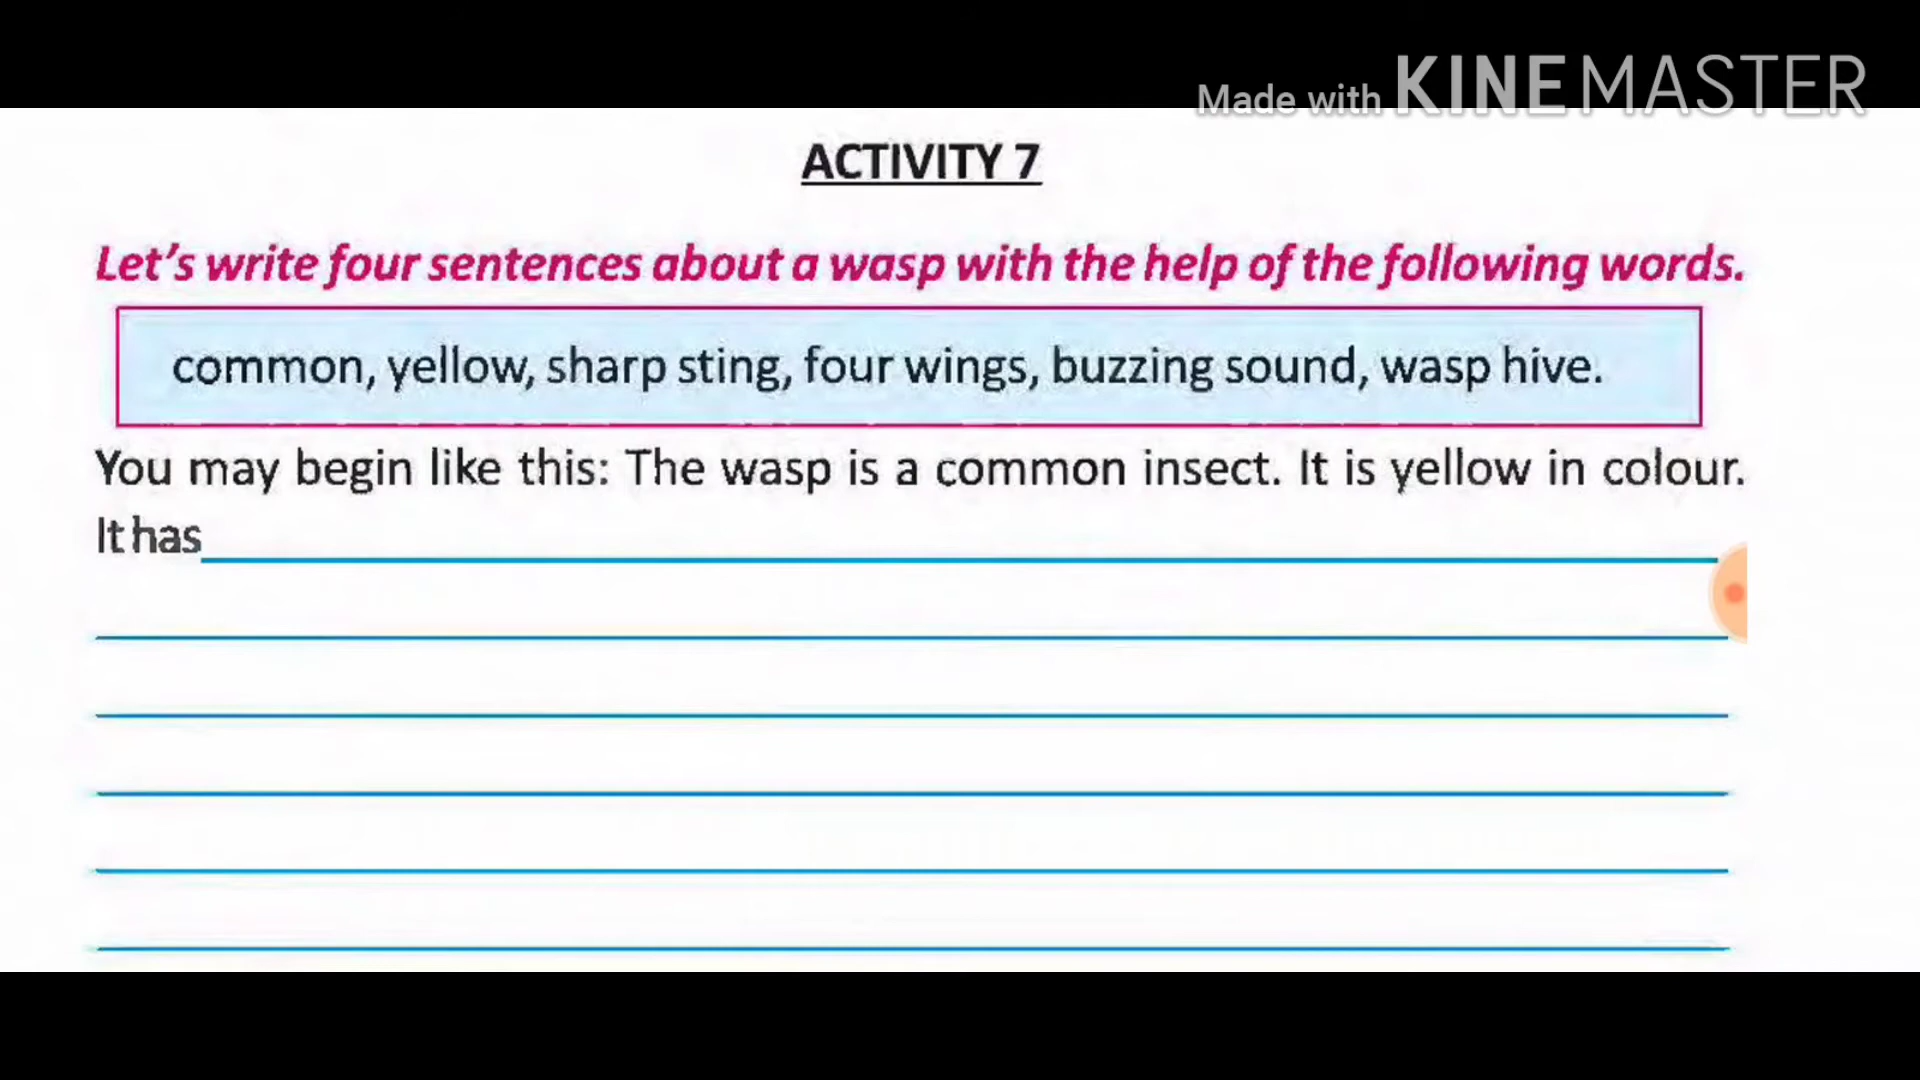 Made with KINEMASTER
ACTIVITY 7
Let's write four sentences about a wasp with the help of the following words.
common, yellow, sharp sting, four wings, buzzing sound, wasp hive.
You may begin like this: The wasp is a common insect. It is yellow in colour.
It has